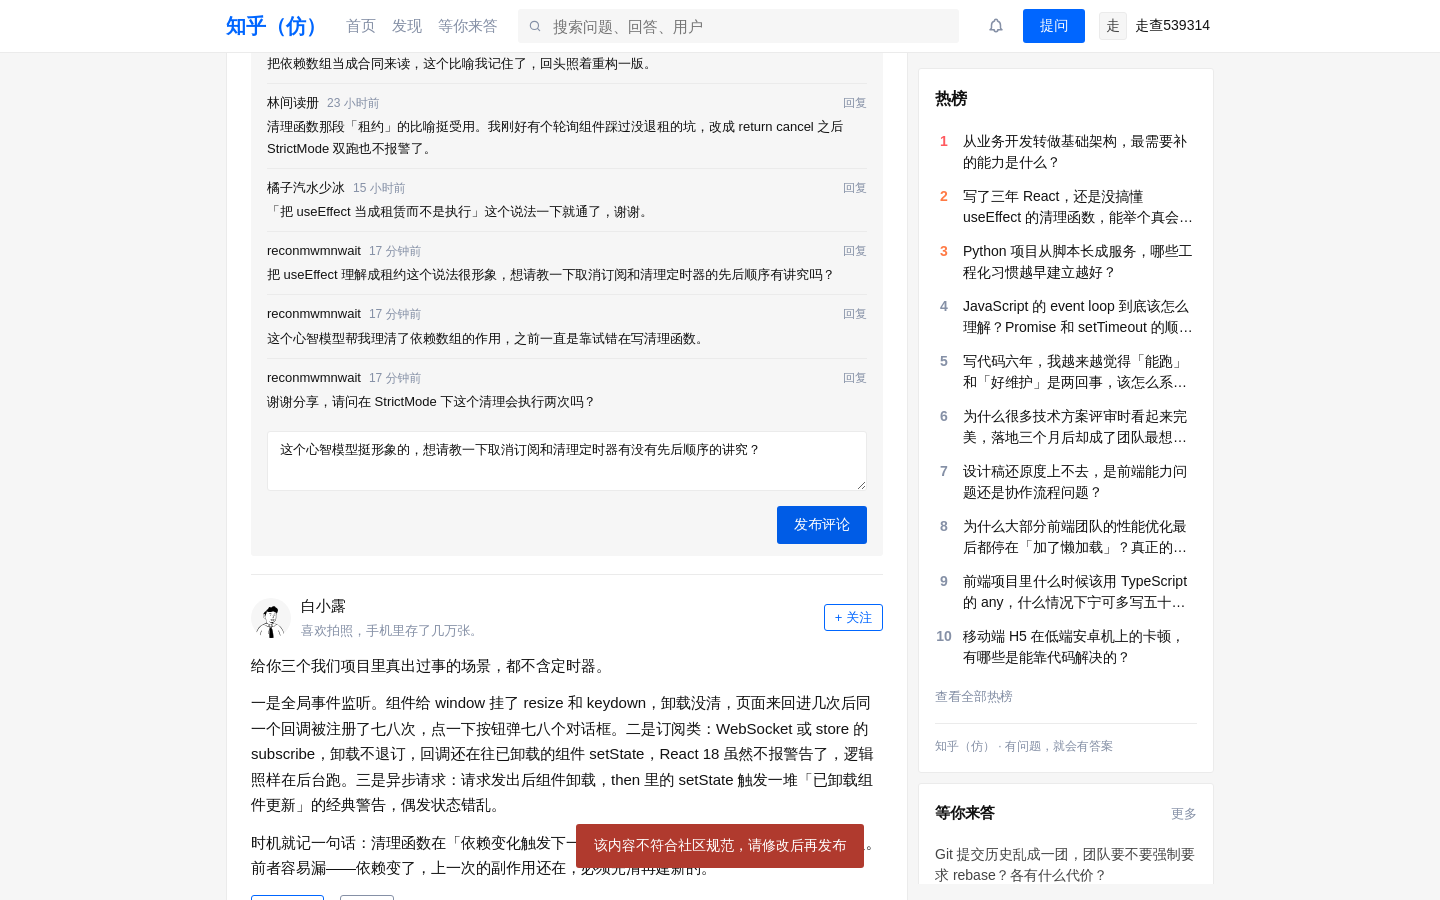 知乎（仿） 首页 发现 等你来答 搜索问题、回答、用户 提问 走 走查539314
把依赖数组当成合同来读，这个比喻我记住了，回头照着重构一版。
林间读册 23 小时前 回复
清理函数那段「租约」的比喻挺受用。我刚好有个轮询组件踩过没退租的坑，改成 return cancel 之后
StrictMode 双跑也不报警了。
橘子汽水少冰 15 小时前 回复
「把 useEffect 当成租赁而不是执行」这个说法一下就通了，谢谢。
reconmwmnwait 17 分钟前 回复
把 useEffect 理解成租约这个说法很形象，想请教一下取消订阅和清理定时器的先后顺序有讲究吗？
reconmwmnwait 17 分钟前 回复
这个心智模型帮我理清了依赖数组的作用，之前一直是靠试错在写清理函数。
reconmwmnwait 17 分钟前 回复
谢谢分享，请问在 StrictMode 下这个清理会执行两次吗？
这个心智模型挺形象的，想请教一下取消订阅和清理定时器有没有先后顺序的讲究？
发布评论
白小露
喜欢拍照，手机里存了几万张。
+ 关注
给你三个我们项目里真出过事的场景，都不含定时器。
一是全局事件监听。组件给 window 挂了 resize 和 keydown，卸载没清，页面来回进几次后同
一个回调被注册了七八次，点一下按钮弹七八个对话框。二是订阅类：WebSocket 或 store 的
subscribe，卸载不退订，回调还在往已卸载的组件 setState，React 18 虽然不报警告了，逻辑
照样在后台跑。三是异步请求：请求发出后组件卸载，then 里的 setState 触发一堆「已卸载组
件更新」的经典警告，偶发状态错乱。
时机就记一句话：清理函数在「依赖变化触发下一
前者容易漏——依赖变了，上一次的副作用还在，必须先清再建新的。
该内容不符合社区规范，请修改后再发布
热榜
1 从业务开发转做基础架构，最需要补
的能力是什么？
2 写了三年 React，还是没搞懂
useEffect 的清理函数，能举个真会…
3 Python 项目从脚本长成服务，哪些工
程化习惯越早建立越好？
4 JavaScript 的 event loop 到底该怎么
理解？Promise 和 setTimeout 的顺…
5 写代码六年，我越来越觉得「能跑」
和「好维护」是两回事，该怎么系…
6 为什么很多技术方案评审时看起来完
美，落地三个月后却成了团队最想…
7 设计稿还原度上不去，是前端能力问
题还是协作流程问题？
8 为什么大部分前端团队的性能优化最
后都停在「加了懒加载」？真正的…
9 前端项目里什么时候该用 TypeScript
的 any，什么情况下宁可多写五十…
10 移动端 H5 在低端安卓机上的卡顿，
有哪些是能靠代码解决的？
查看全部热榜
知乎（仿） · 有问题，就会有答案
等你来答 更多
Git 提交历史乱成一团，团队要不要强制要
求 rebase？各有什么代价？